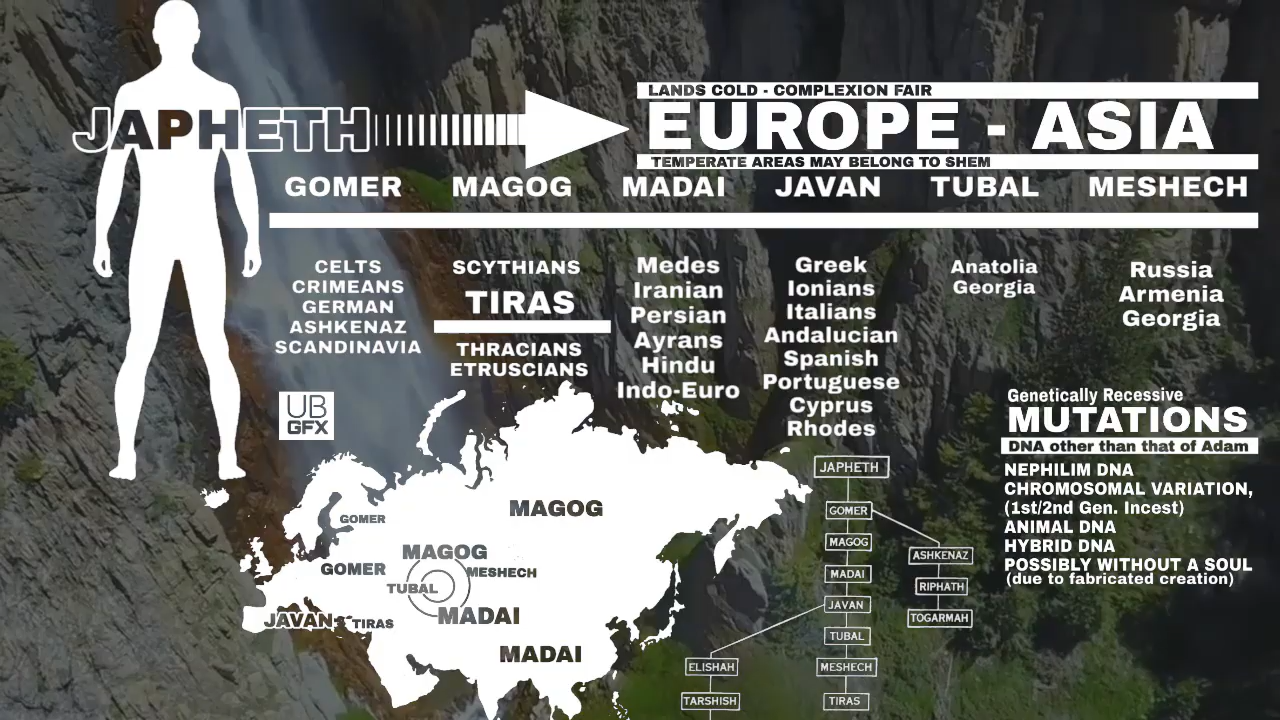 JAPHETH
LANDS COLD - COMPLEXION FAIR
EUROPE - ASIA
TEMPERATE AREAS MAY BELONG TO SHEM
GOMER MAGOG MADAI JAVAN TUBAL MESHECH
CELTS
CRIMEANS
GERMAN
ASHKENAZ
SCANDINAVIA
SCYTHIANS
TIRAS
THRACIANS
ETRUSCIANS
Medes
Iranian
Persian
Ayrans
Hindu
Indo-Euro
Greek
Ionians
Italians
Andalucian
Spanish
Portuguese
Cyprus
Rhodes
Anatolia
Georgia
Russia
Armenia
Georgia
UB
GFX
Genetically Recessive
MUTATIONS
DNA other than that of Adam
NEPHILIM DNA
CHROMOSOMAL VARIATION,
(1st/2nd Gen. Incest)
ANIMAL DNA
HYBRID DNA
POSSIBLY WITHOUT A SOUL
(due to fabricated creation)
MAGOG
GOMER
MAGOG
GOMER
MESHECH
TUBAL
MADAI
JAVAN
TIRAS
MADAI
JAPHETH
GOMER
MAGOG
MADAI
JAVAN
TUBAL
MESHECH
TIRAS
ASHKENAZ
RIPHATH
TOGARMAH
ELISHAH
TARSHISH